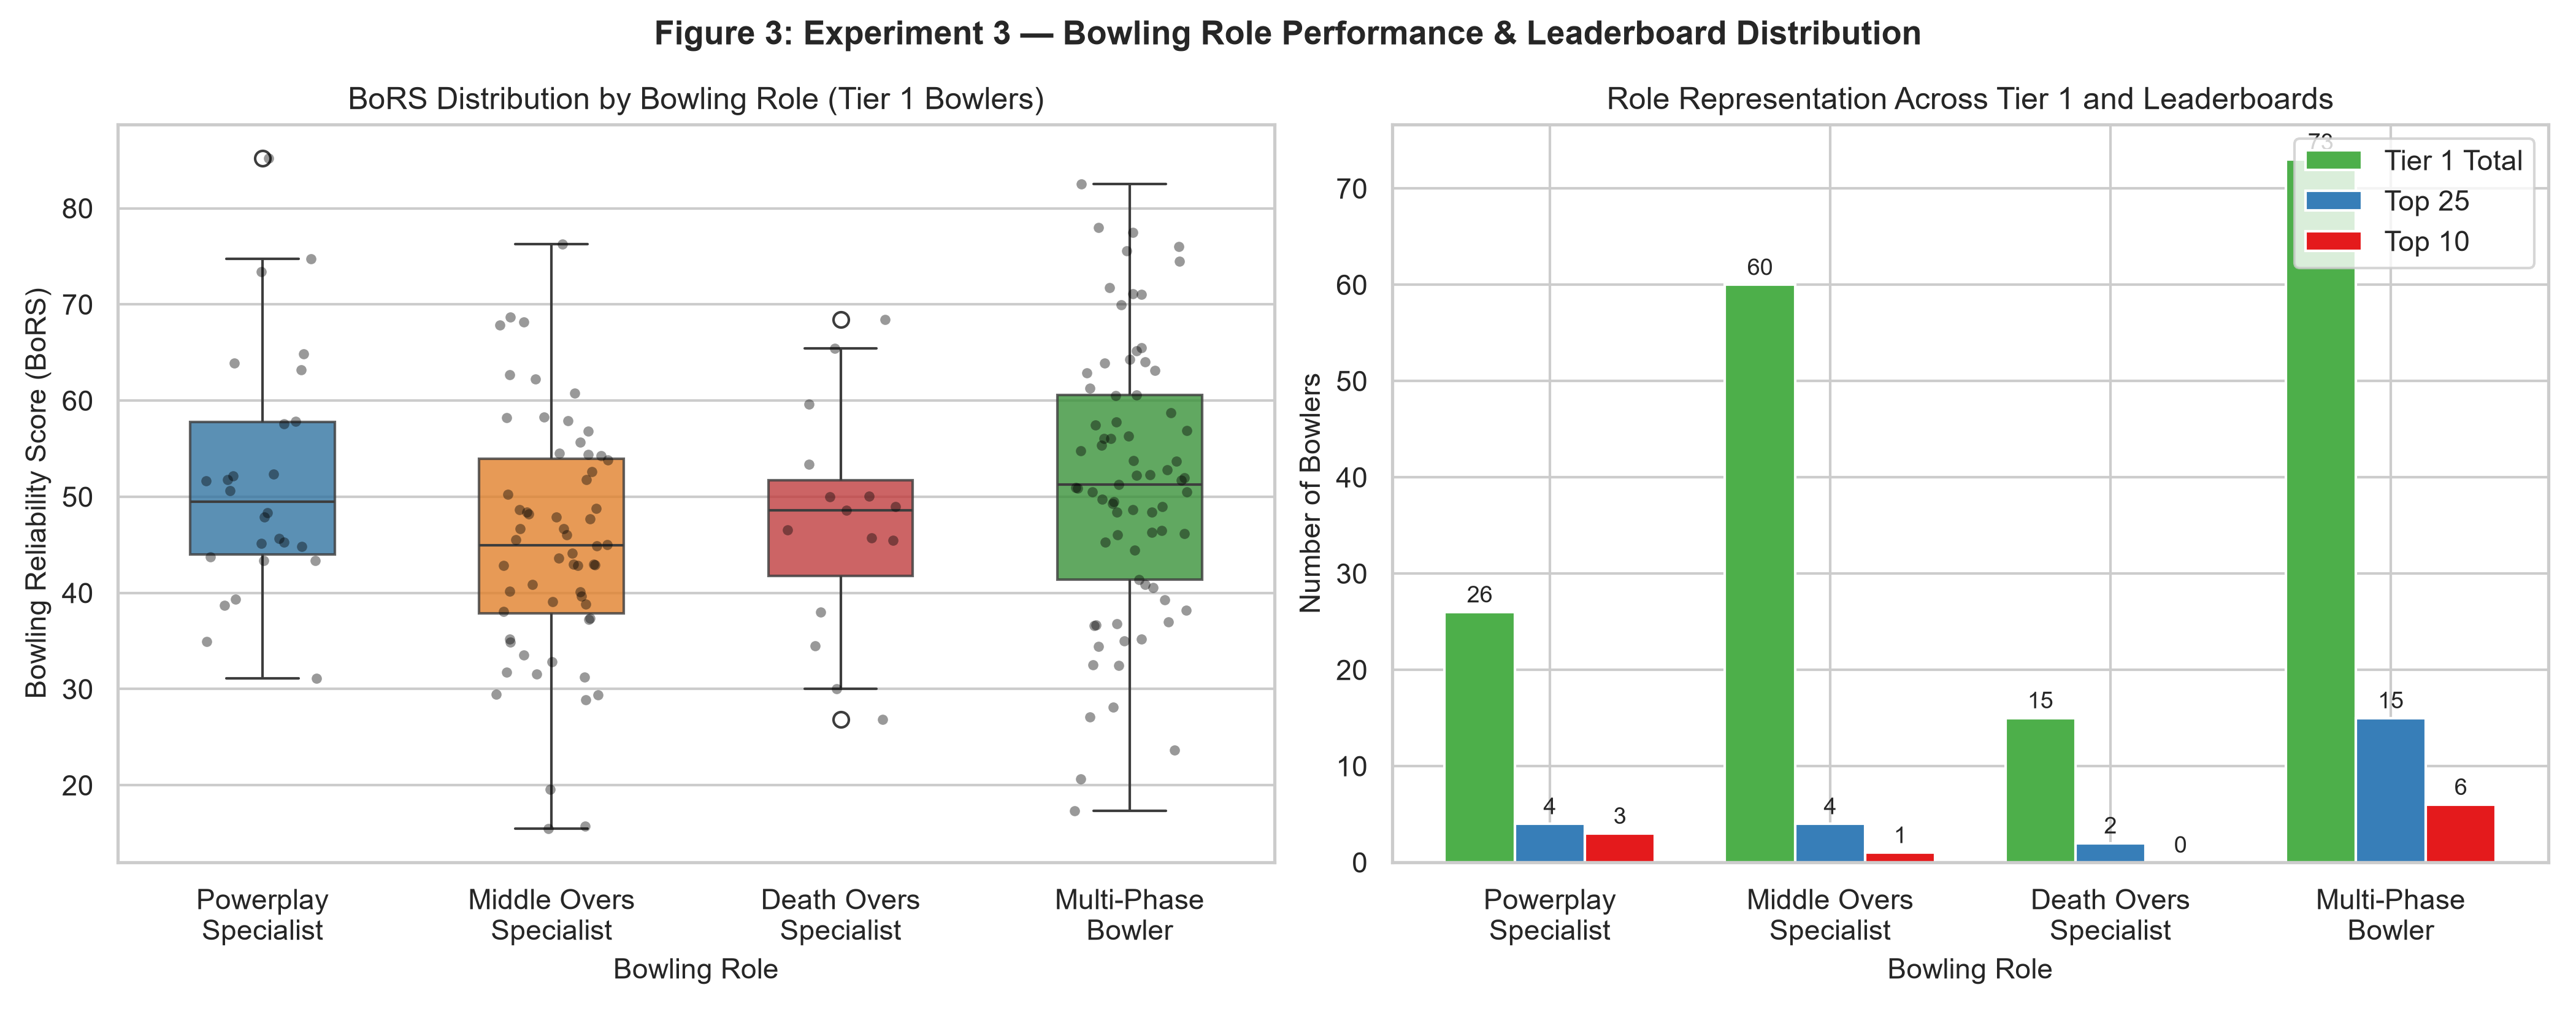 Figure 3: Experiment 3 — Bowling Role Performance & Leaderboard Distribution
BoRS Distribution by Bowling Role (Tier 1 Bowlers)
Bowling Reliability Score (BoRS)
80
70
60
50
40
30
20
Powerplay
Specialist
Middle Overs
Specialist
Death Overs
Specialist
Multi-Phase
Bowler
Bowling Role
Role Representation Across Tier 1 and Leaderboards
Number of Bowlers
70
60
50
40
30
20
10
0
26
4
3
60
4
1
15
2
0
73
15
6
Tier 1 Total
Top 25
Top 10
Powerplay
Specialist
Middle Overs
Specialist
Death Overs
Specialist
Multi-Phase
Bowler
Bowling Role